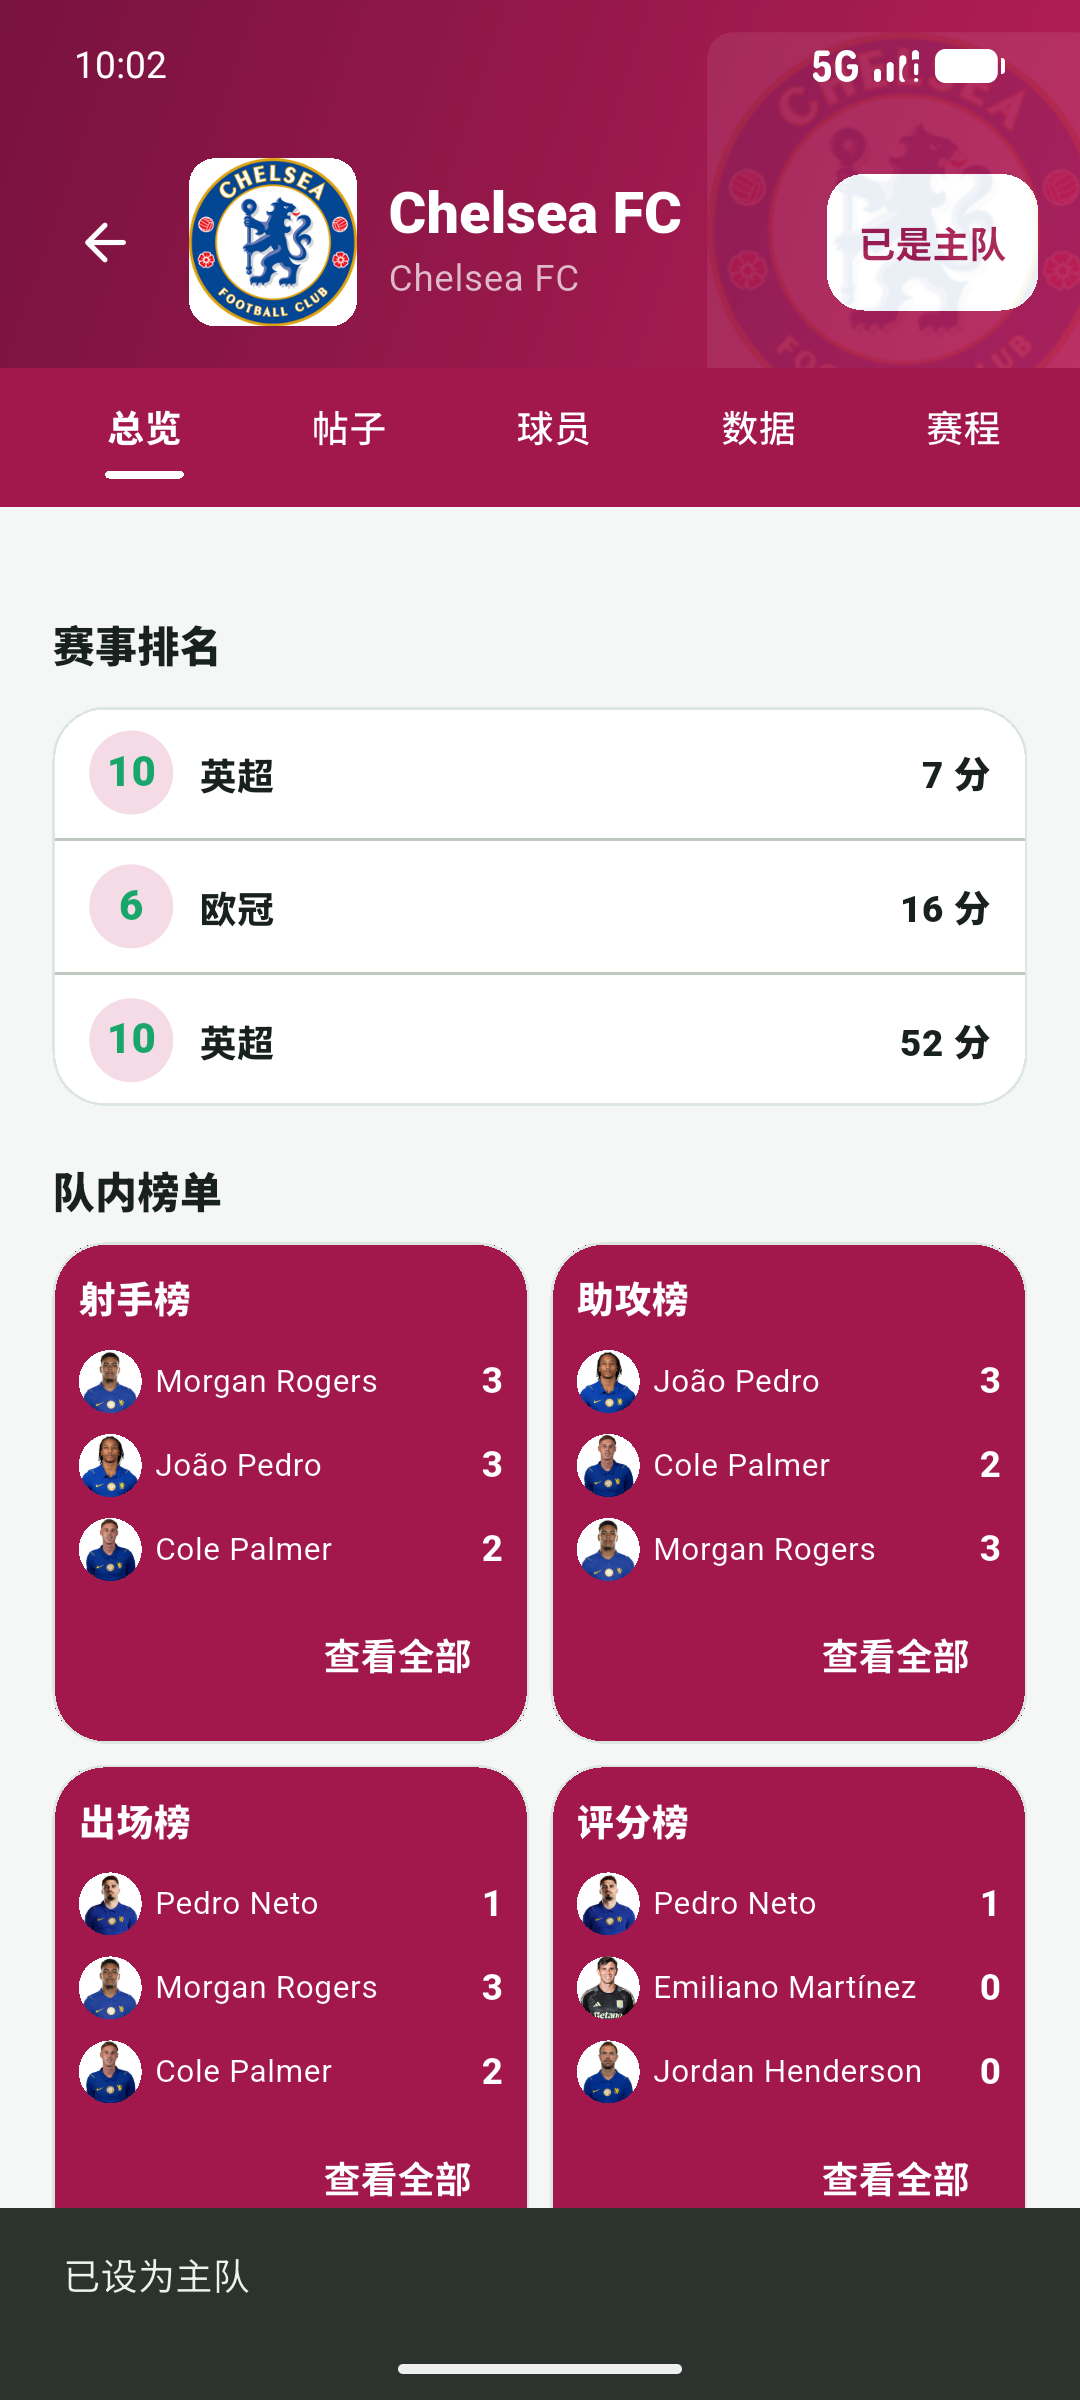 10:02
5G
CHELSEA
FOOTBALL CLUB
Chelsea FC
Chelsea FC
已是主队
总览 帖子 球员 数据 赛程
赛事排名
10 英超 7 分
6 欧冠 16 分
10 英超 52 分
队内榜单
射手榜
Morgan Rogers 3
João Pedro 3
Cole Palmer 2
查看全部
助攻榜
João Pedro 3
Cole Palmer 2
Morgan Rogers 3
查看全部
出场榜
Pedro Neto 1
Morgan Rogers 3
Cole Palmer 2
查看全部
评分榜
Pedro Neto 1
Emiliano Martínez 0
Jordan Henderson 0
查看全部
已设为主队